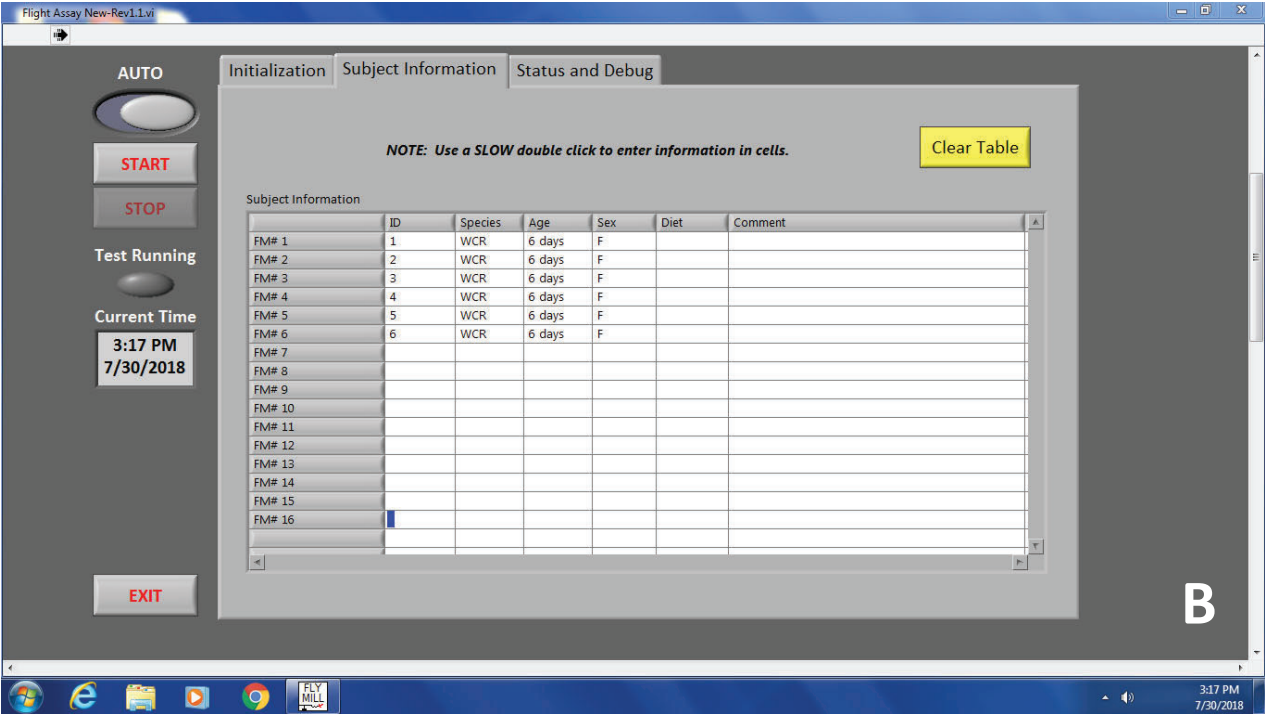 Flight Assay New-Rev1.1.vi
AUTO
START
STOP
Test Running
Current Time
3:17 PM
7/30/2018
EXIT
Initialization Subject Information Status and Debug
NOTE: Use a SLOW double click to enter information in cells.
Clear Table
Subject Information
ID Species Age Sex Diet Comment
FM# 1 1 WCR 6 days F
FM# 2 2 WCR 6 days F
FM# 3 3 WCR 6 days F
FM# 4 4 WCR 6 days F
FM# 5 5 WCR 6 days F
FM# 6 6 WCR 6 days F
FM# 7
FM# 8
FM# 9
FM# 10
FM# 11
FM# 12
FM# 13
FM# 14
FM# 15
FM# 16
B
FLY
MILL
3:17 PM
7/30/2018